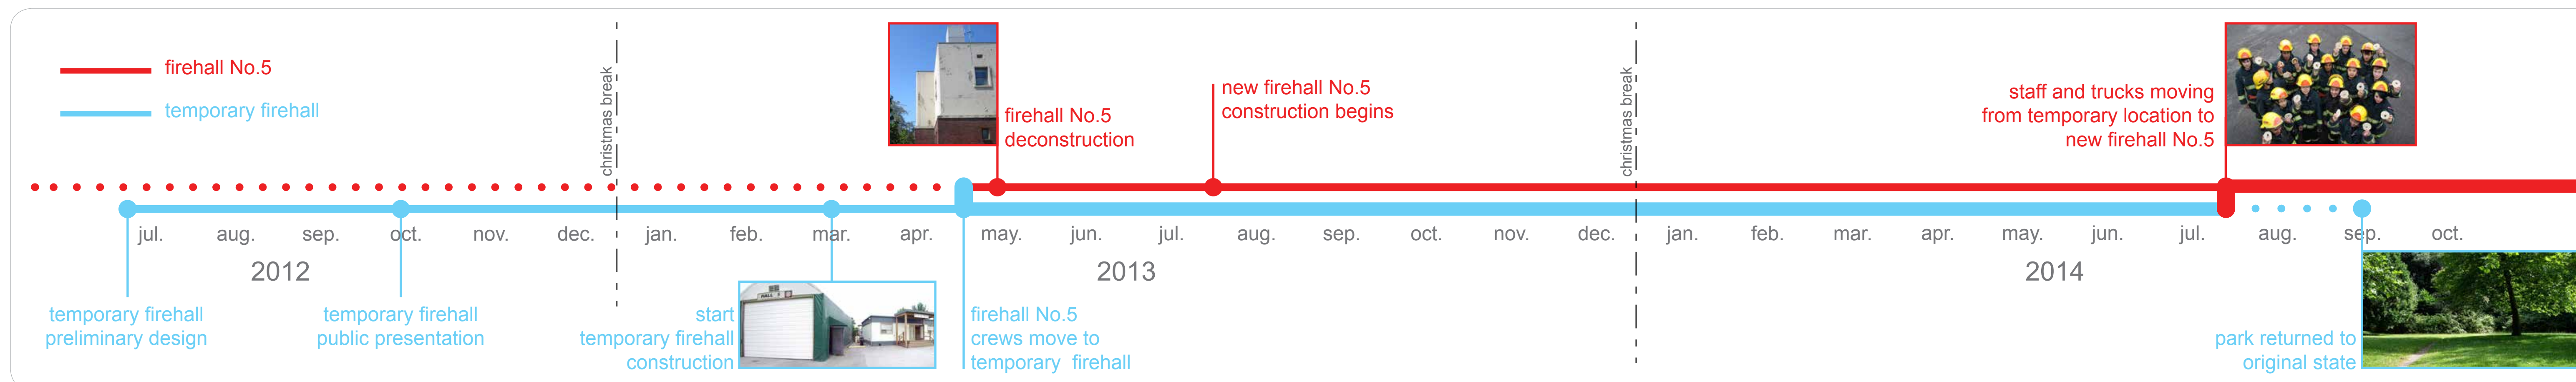 firehall No.5
temporary firehall
christmas break
firehall No.5
deconstruction
new firehall No.5
construction begins
christmas break
staff and trucks moving
from temporary location to
new firehall No.5
jul. aug. sep. oct. nov. dec. jan. feb. mar. apr. may. jun. jul. aug. sep. oct. nov. dec. jan. feb. mar. apr. may. jun. jul. aug. sep. oct.
2012 2013 2014
temporary firehall
preliminary design
temporary firehall
public presentation
start
temporary firehall
construction
HALL 5
firehall No.5
crews move to
temporary firehall
park returned to
original state